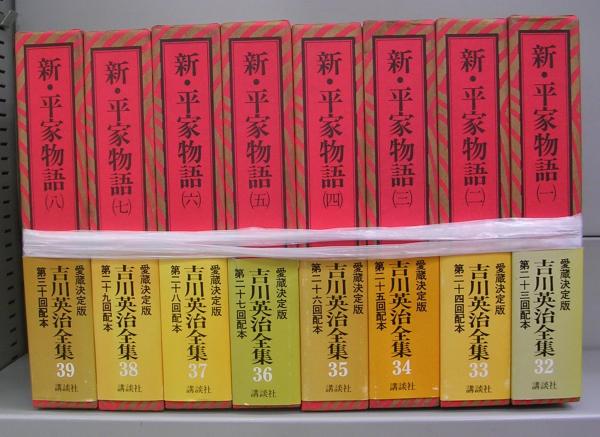 新・平家物語 (一)
愛蔵決定版
吉川英治全集 32
第二十三回配本
講談社
新・平家物語 (二)
愛蔵決定版
吉川英治全集 33
第二十四回配本
講談社
新・平家物語 (三)
愛蔵決定版
吉川英治全集 34
第二十五回配本
講談社
新・平家物語 (四)
愛蔵決定版
吉川英治全集 35
第二十六回配本
講談社
新・平家物語 (五)
愛蔵決定版
吉川英治全集 36
第二十七回配本
講談社
新・平家物語 (六)
愛蔵決定版
吉川英治全集 37
第二十八回配本
講談社
新・平家物語 (七)
愛蔵決定版
吉川英治全集 38
第二十九回配本
講談社
新・平家物語 (八)
愛蔵決定版
吉川英治全集 39
第三十回配本
講談社